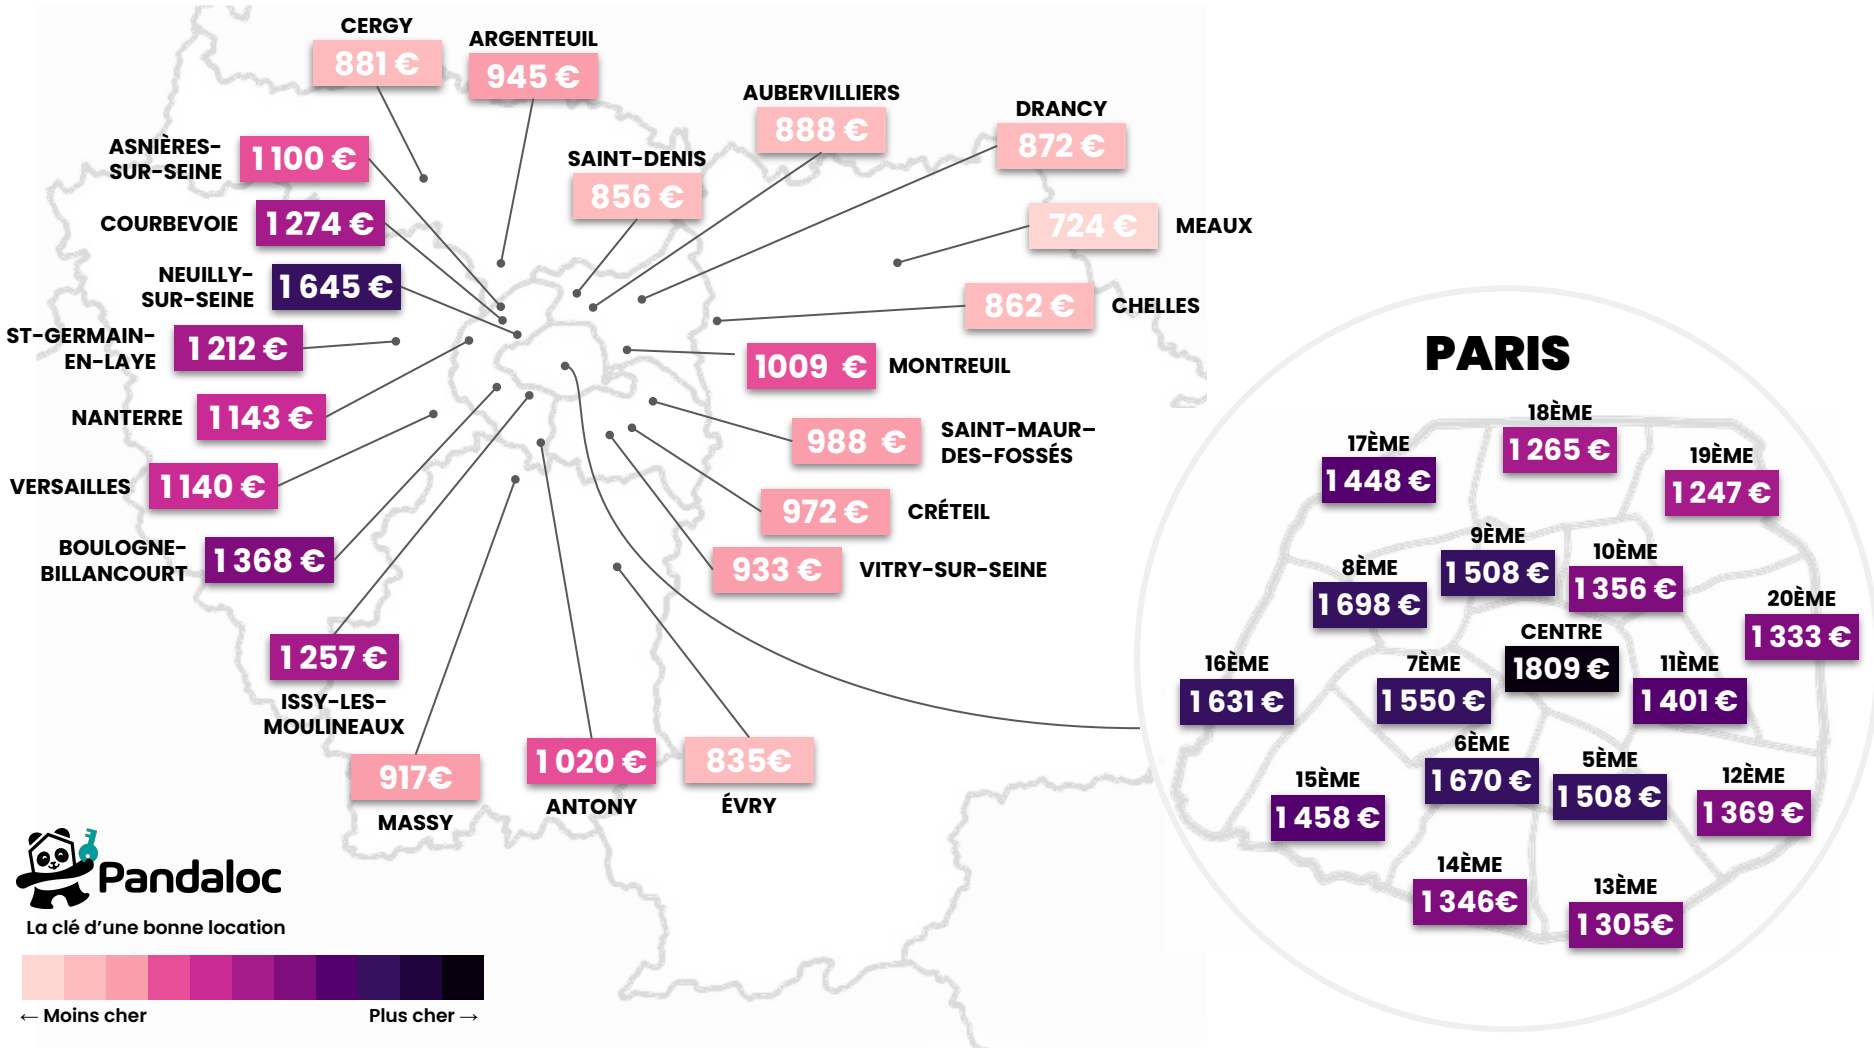 CERGY
881 €
ARGENTEUIL
945 €
AUBERVILLIERS
888 €
DRANCY
872 €
ASNIÈRES-
SUR-SEINE
1 100 €
SAINT-DENIS
856 €
COURBEVOIE
1 274 €
724 €
MEAUX
NEUILLY-
SUR-SEINE
1 645 €
862 €
CHELLES
ST-GERMAIN-
EN-LAYE
1 212 €
1009 €
MONTREUIL
NANTERRE
1 143 €
988 €
SAINT-MAUR-
DES-FOSSÉS
VERSAILLES
1 140 €
972 €
CRÉTEIL
BOULOGNE-
BILLANCOURT
1 368 €
933 €
VITRY-SUR-SEINE
1 257 €
ISSY-LES-
MOULINEAUX
917€
MASSY
1 020 €
ANTONY
835€
ÉVRY
PARIS
18ÈME
1 265 €
17ÈME
1 448 €
19ÈME
1 247 €
9ÈME
1 508 €
10ÈME
1 356 €
8ÈME
1 698 €
20ÈME
1 333 €
CENTRE
1809 €
16ÈME
1 631 €
7ÈME
1 550 €
11ÈME
1 401 €
6ÈME
1 670 €
5ÈME
1 508 €
15ÈME
1 458 €
12ÈME
1 369 €
14ÈME
1 346€
13ÈME
1 305€
Pandaloc
La clé d'une bonne location
← Moins cher
Plus cher →